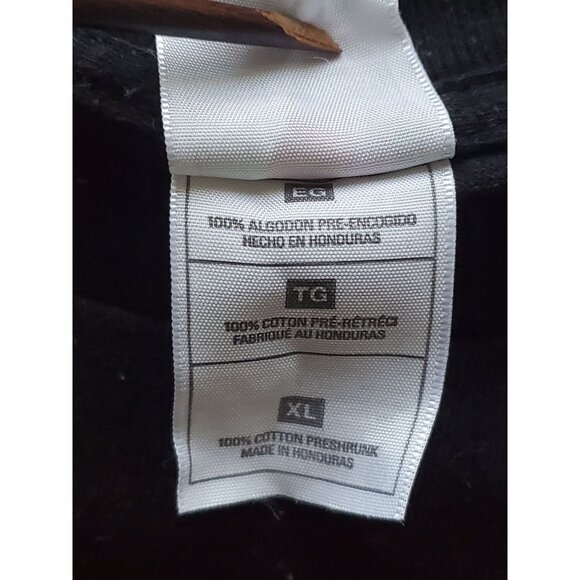 EG
100% ALGODON PRE-ENCOGIDO
HECHO EN HONDURAS
TG
100% COTON PRÉ-RÉTRÉCI
FABRIQUÉ AU HONDURAS
XL
100% COTTON PRESHRUNK
MADE IN HONDURAS